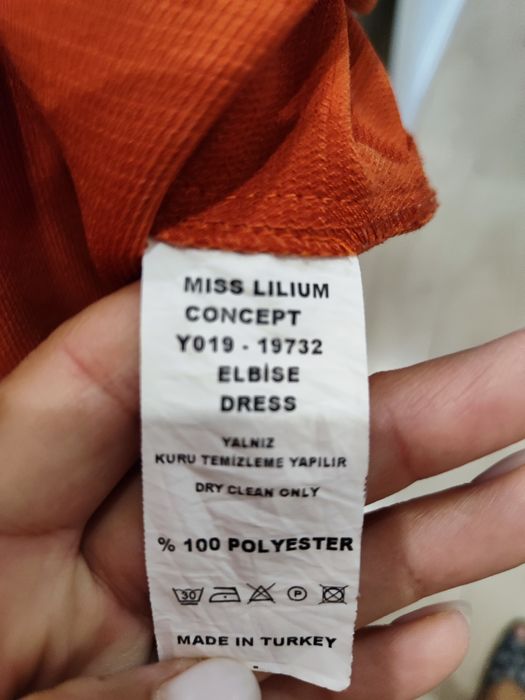 MISS LILIUM
CONCEPT
Y019 - 19732
ELBİSE
DRESS
YALNIZ
KURU TEMİZLEME YAPILIR
DRY CLEAN ONLY
% 100 POLYESTER
30 P
MADE IN TURKEY